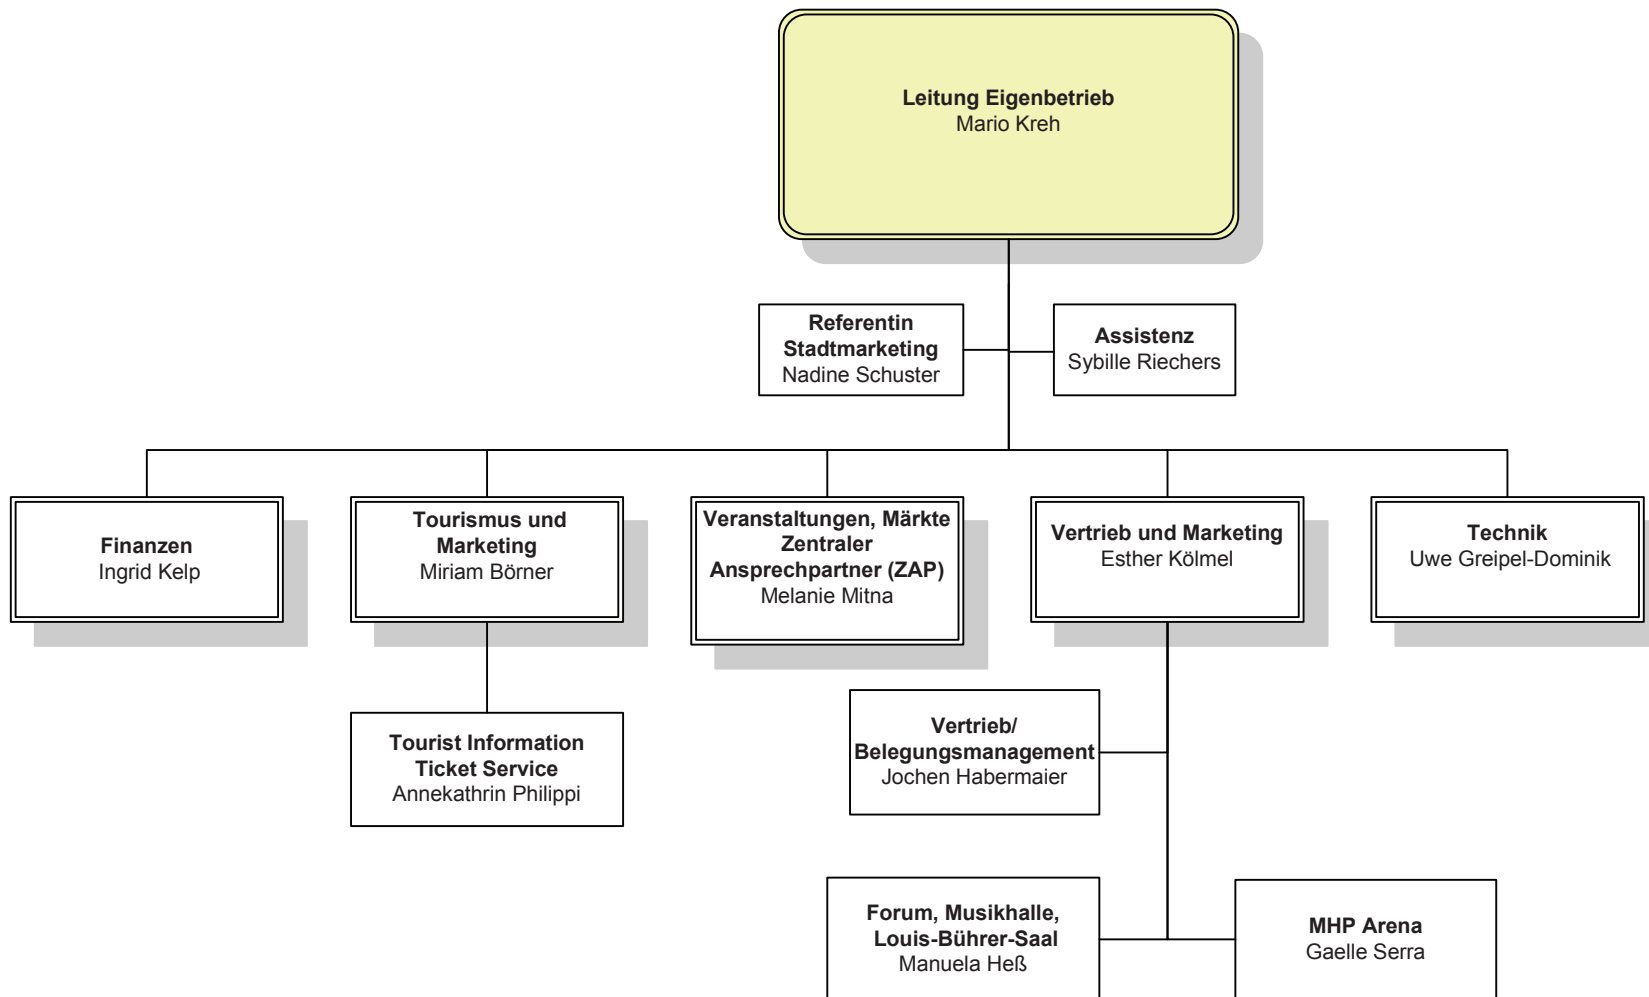 Leitung Eigenbetrieb
Mario Kreh
Referentin
Stadtmarketing
Nadine Schuster
Assistenz
Sybille Riechers
Finanzen
Ingrid Kelp
Tourismus und
Marketing
Miriam Börner
Veranstaltungen, Märkte
Zentraler
Ansprechpartner (ZAP)
Melanie Mitna
Vertrieb und Marketing
Esther Kölmel
Technik
Uwe Greipel-Dominik
Tourist Information
Ticket Service
Annekathrin Philippi
Vertrieb/
Belegungsmanagement
Jochen Habermaier
Forum, Musikhalle,
Louis-Bührer-Saal
Manuela Heß
MHP Arena
Gaelle Serra